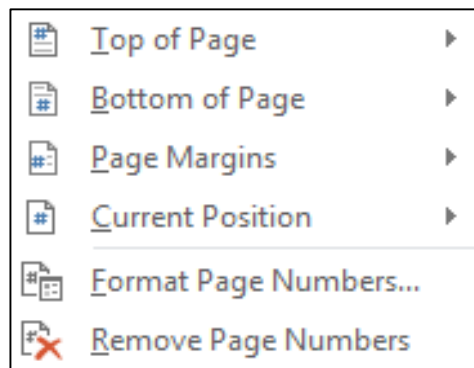 Top of Page
Bottom of Page
Page Margins
Current Position
Format Page Numbers...
Remove Page Numbers